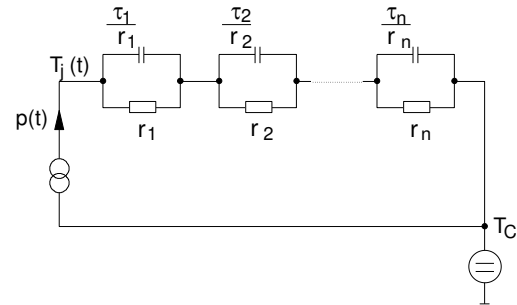 τ1/r1 τ2/r2 τn/rn
Tj(t)
r1 r2 rn
p(t)
TC